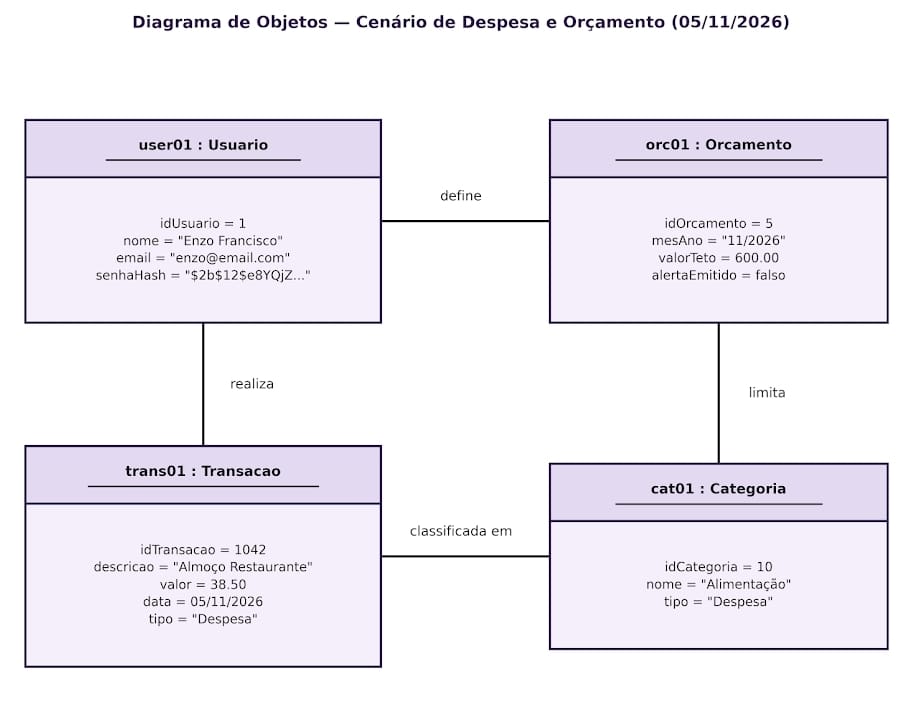 Diagrama de Objetos — Cenário de Despesa e Orçamento (05/11/2026)
user01 : Usuario
idUsuario = 1
nome = "Enzo Francisco"
email = "enzo@email.com"
senhaHash = "$2b$12$e8YQjZ..."
define
orc01 : Orcamento
idOrcamento = 5
mesAno = "11/2026"
valorTeto = 600.00
alertaEmitido = falso
realiza
limita
trans01 : Transacao
idTransacao = 1042
descricao = "Almoço Restaurante"
valor = 38.50
data = 05/11/2026
tipo = "Despesa"
classificada em
cat01 : Categoria
idCategoria = 10
nome = "Alimentação"
tipo = "Despesa"